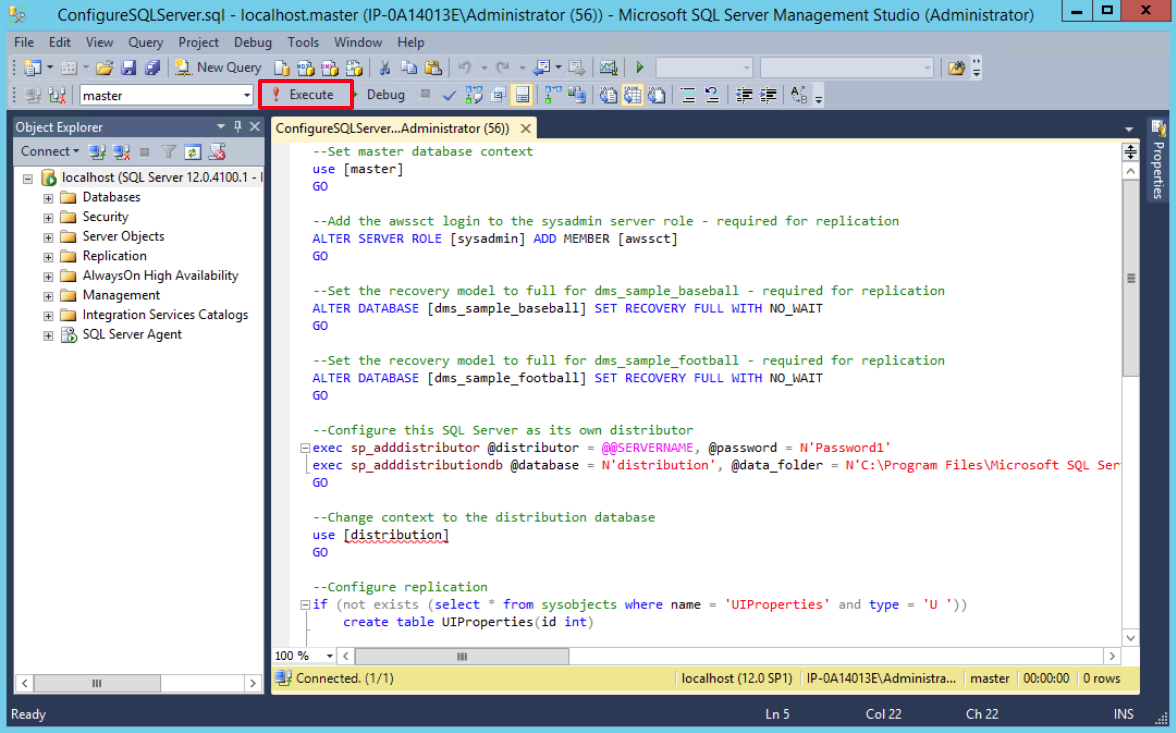 ConfigureSQLServer.sql - localhost.master (IP-0A14013E\Administrator (56)) - Microsoft SQL Server Management Studio (Administrator)
File Edit View Query Project Debug Tools Window Help
New Query
master Execute Debug
Object Explorer
Connect
localhost (SQL Server 12.0.4100.1 - I
Databases
Security
Server Objects
Replication
AlwaysOn High Availability
Management
Integration Services Catalogs
SQL Server Agent
ConfigureSQLServer...Administrator (56))
--Set master database context
use [master]
GO
--Add the awssct login to the sysadmin server role - required for replication
ALTER SERVER ROLE [sysadmin] ADD MEMBER [awssct]
GO
--Set the recovery model to full for dms_sample_baseball - required for replication
ALTER DATABASE [dms_sample_baseball] SET RECOVERY FULL WITH NO_WAIT
GO
--Set the recovery model to full for dms_sample_football - required for replication
ALTER DATABASE [dms_sample_football] SET RECOVERY FULL WITH NO_WAIT
GO
--Configure this SQL Server as its own distributor
exec sp_adddistributor @distributor = @@SERVERNAME, @password = N'Password1'
exec sp_adddistributiondb @database = N'distribution', @data_folder = N'C:\Program Files\Microsoft SQL Ser
GO
--Change context to the distribution database
use [distribution]
GO
--Configure replication
if (not exists (select * from sysobjects where name = 'UIProperties' and type = 'U '))
create table UIProperties(id int)
100 %
Connected. (1/1) localhost (12.0 SP1) IP-0A14013E\Administra... master 00:00:00 0 rows
Properties
Ready Ln 5 Col 22 Ch 22 INS